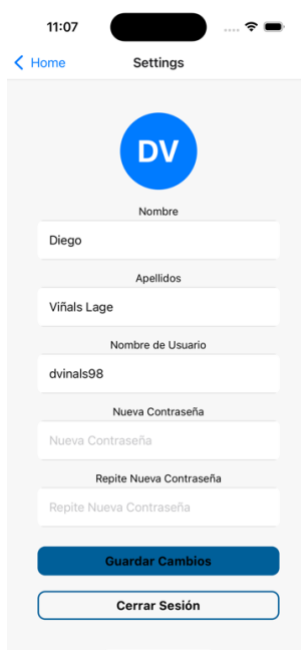 11:07
Home
Settings
DV
Nombre
Diego
Apellidos
Viñals Lage
Nombre de Usuario
dvinals98
Nueva Contraseña
Nueva Contraseña
Repite Nueva Contraseña
Repite Nueva Contraseña
Guardar Cambios
Cerrar Sesión